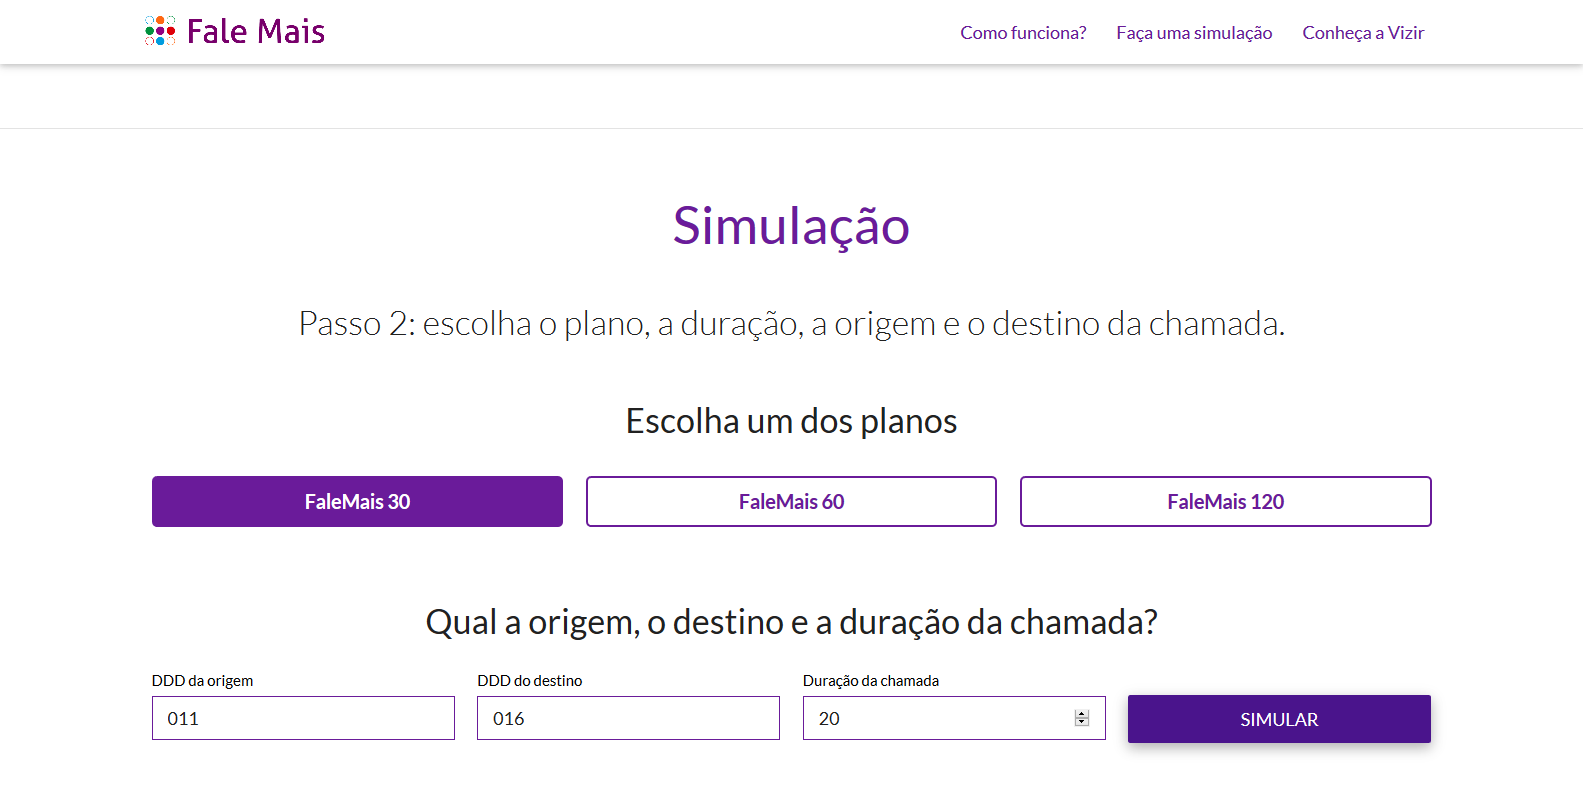 Fale Mais
Como funciona? Faça uma simulação Conheça a Vizir
Simulação
Passo 2: escolha o plano, a duração, a origem e o destino da chamada.
Escolha um dos planos
FaleMais 30 FaleMais 60 FaleMais 120
Qual a origem, o destino e a duração da chamada?
DDD da origem DDD do destino Duração da chamada
011 016 20 SIMULAR